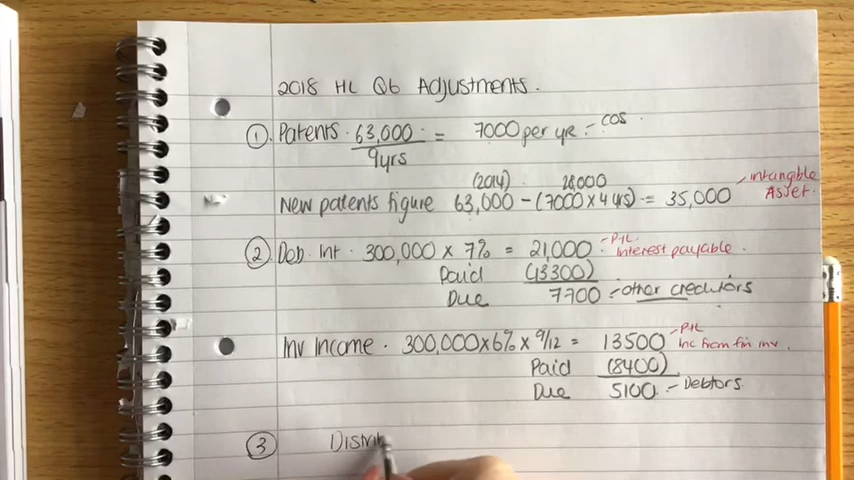 2018 HL Q6 Adjustments.
① Patents. 63,000 = 7000 per yr - COS
9yrs
(2014) 28,000
New patents figure 63,000 - (7000 x 4 yrs) = 35,000 - intangible Asset.
② Deb. Int. 300,000 x 7% = 21,000 - P+L interest payable.
Paid (13300)
Due 7700 - other creditors
Inv Income. 300,000 x 6% x 9/12 = 13500 - P+L Inc from fin inv.
Paid (8400)
Due 5100 - Debtors.
③ Distrib